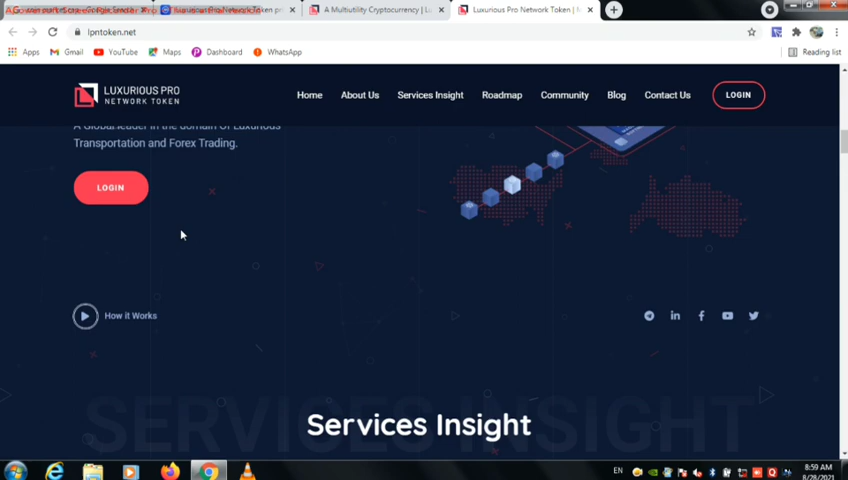 A Multiutility Cryptocurrency | L
Luxurious Pro Network Token |
lpntoken.net
Apps
Gmail
YouTube
Maps
Dashboard
WhatsApp
Reading list
LUXURIOUS PRO
NETWORK TOKEN
Home
About Us
Services Insight
Roadmap
Community
Blog
Contact Us
LOGIN
A Global leader in the domain Of Luxurious
Transportation and Forex Trading.
LOGIN
How it Works
SERVICES INSIGHT
Services Insight
EN
8:59 AM
8/28/2021